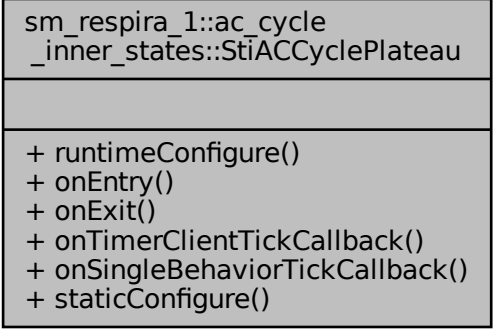 sm_respira_1::ac_cycle
_inner_states::StiACCyclePlateau
+ runtimeConfigure()
+ onEntry()
+ onExit()
+ onTimerClientTickCallback()
+ onSingleBehaviorTickCallback()
+ staticConfigure()